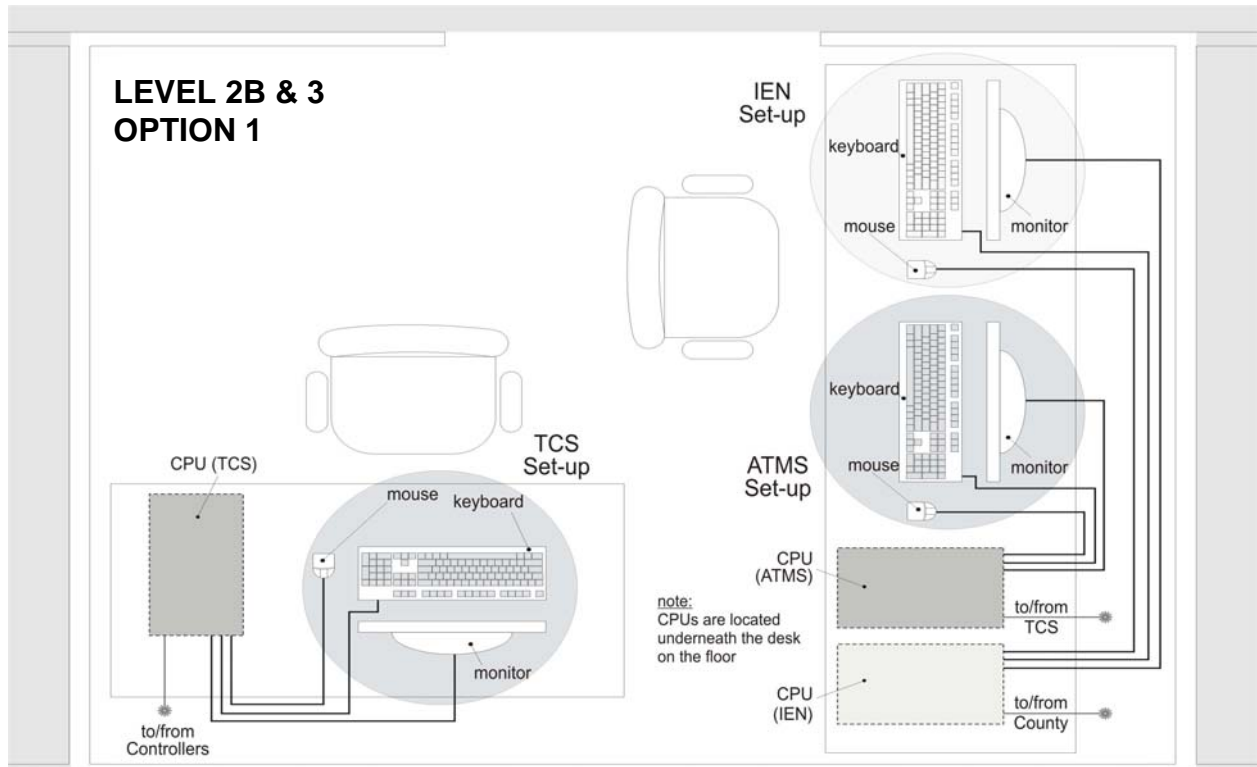 LEVEL 2B & 3
OPTION 1
IEN
Set-up
keyboard
mouse
monitor
keyboard
ATMS
Set-up
mouse
monitor
TCS
Set-up
CPU (TCS)
mouse
keyboard
monitor
to/from
Controllers
note:
CPUs are located
underneath the desk
on the floor
CPU
(ATMS)
to/from
TCS
CPU
(IEN)
to/from
County